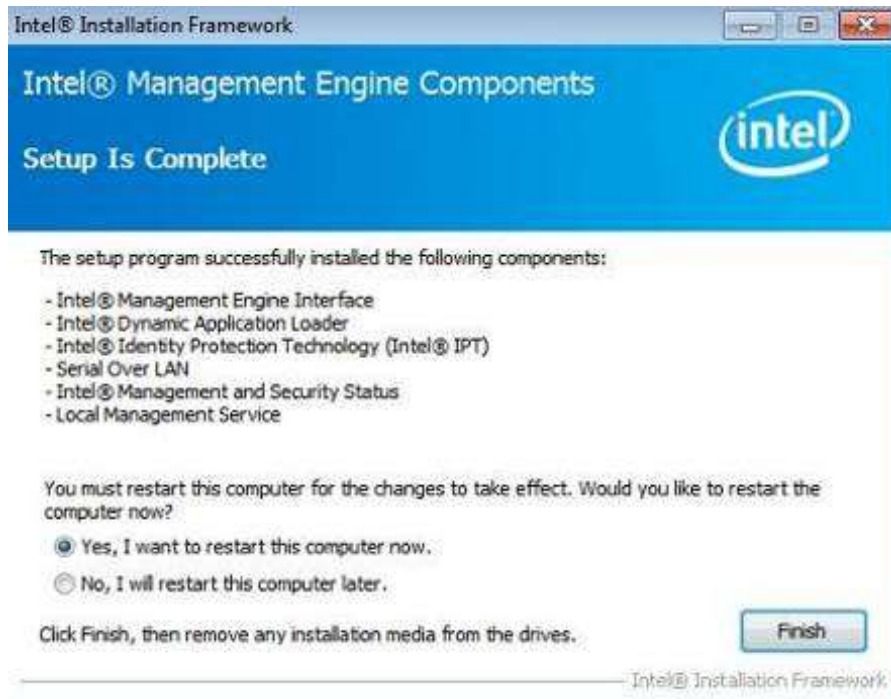 Intel® Installation Framework
Intel® Management Engine Components
intel
Setup Is Complete
The setup program successfully installed the following components:
- Intel® Management Engine Interface
- Intel® Dynamic Application Loader
- Intel® Identity Protection Technology (Intel® IPT)
- Serial Over LAN
- Intel® Management and Security Status
- Local Management Service
You must restart this computer for the changes to take effect. Would you like to restart the
computer now?
Yes, I want to restart this computer now.
No, I will restart this computer later.
Click Finish, then remove any installation media from the drives.
Finish
Intel® Installation Framework